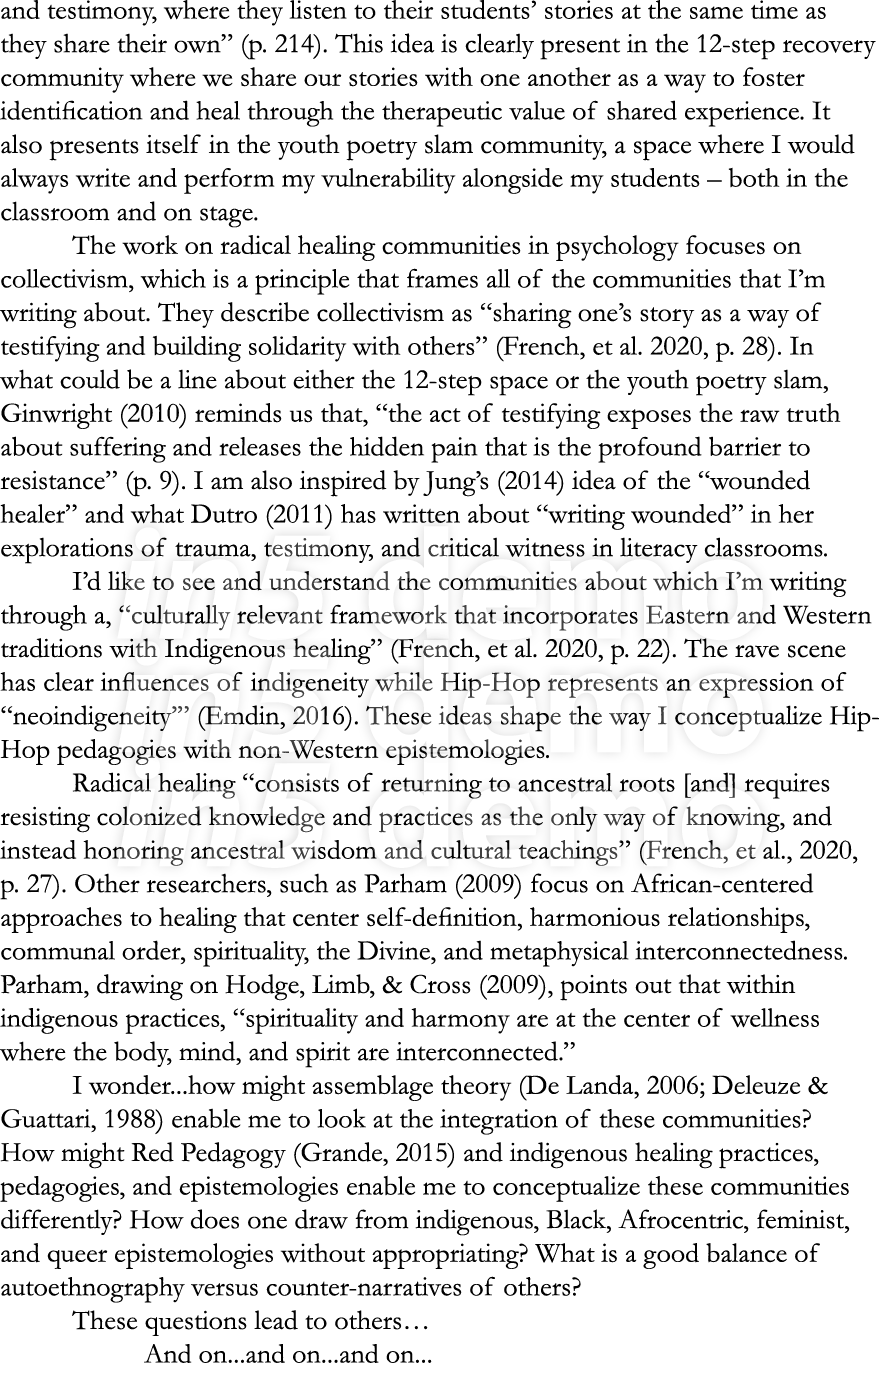 and testimony, where they listen to their students’ stories at the same time as
they share their own” (p. 214). This idea is clearly present in the 12-step recovery
community where we share our stories with one another as a way to foster
identification and heal through the therapeutic value of shared experience. It
also presents itself in the youth poetry slam community, a space where I would
always write and perform my vulnerability alongside my students – both in the
classroom and on stage.
The work on radical healing communities in psychology focuses on
collectivism, which is a principle that frames all of the communities that I’m
writing about. They describe collectivism as “sharing one’s story as a way of
testifying and building solidarity with others” (French, et al. 2020, p. 28). In
what could be a line about either the 12-step space or the youth poetry slam,
Ginwright (2010) reminds us that, “the act of testifying exposes the raw truth
about suffering and releases the hidden pain that is the profound barrier to
resistance” (p. 9). I am also inspired by Jung’s (2014) idea of the “wounded
healer” and what Dutro (2011) has written about “writing wounded” in her
explorations of trauma, testimony, and critical witness in literacy classrooms.
I’d like to see and understand the communities about which I’m writing
through a, “culturally relevant framework that incorporates Eastern and Western
traditions with Indigenous healing” (French, et al. 2020, p. 22). The rave scene
has clear influences of indigeneity while Hip-Hop represents an expression of
“neoindigeneity’” (Emdin, 2016). These ideas shape the way I conceptualize Hip-
Hop pedagogies with non-Western epistemologies.
Radical healing “consists of returning to ancestral roots [and] requires
resisting colonized knowledge and practices as the only way of knowing, and
instead honoring ancestral wisdom and cultural teachings” (French, et al., 2020,
p. 27). Other researchers, such as Parham (2009) focus on African-centered
approaches to healing that center self-definition, harmonious relationships,
communal order, spirituality, the Divine, and metaphysical interconnectedness.
Parham, drawing on Hodge, Limb, & Cross (2009), points out that within
indigenous practices, “spirituality and harmony are at the center of wellness
where the body, mind, and spirit are interconnected.”
I wonder...how might assemblage theory (De Landa, 2006; Deleuze &
Guattari, 1988) enable me to look at the integration of these communities?
How might Red Pedagogy (Grande, 2015) and indigenous healing practices,
pedagogies, and epistemologies enable me to conceptualize these communities
differently? How does one draw from indigenous, Black, Afrocentric, feminist,
and queer epistemologies without appropriating? What is a good balance of
autoethnography versus counter-narratives of others?
These questions lead to others…
And on...and on...and on...
in5 demo
in5 demo
in5 demo